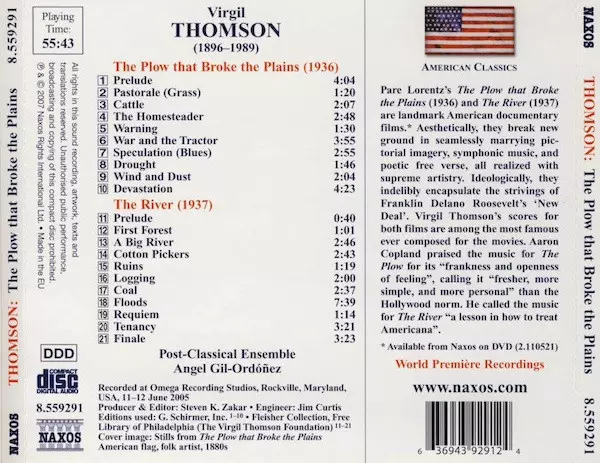 8.559291
THOMSON: The Plow that Broke the Plains
NAXOS
Playing
Time:
55:43
All rights in this sound recording, artwork, texts and
translations reserved. Unauthorised public performance,
broadcasting and copying of this compact disc prohibited.
℗ & © 2007 Naxos Rights International Ltd. • Made in the EU
DDD
COMPACT
disc
DIGITAL AUDIO
8.559291
Virgil
THOMSON
(1896–1989)
The Plow that Broke the Plains (1936)
1 Prelude 4:04
2 Pastorale (Grass) 1:20
3 Cattle 2:07
4 The Homesteader 2:48
5 Warning 1:30
6 War and the Tractor 3:55
7 Speculation (Blues) 2:55
8 Drought 1:46
9 Wind and Dust 2:04
10 Devastation 4:23
The River (1937)
11 Prelude 0:40
12 First Forest 1:01
13 A Big River 2:46
14 Cotton Pickers 2:43
15 Ruins 1:19
16 Logging 2:00
17 Coal 2:37
18 Floods 7:39
19 Requiem 1:14
20 Tenancy 3:21
21 Finale 3:23
Post-Classical Ensemble
Angel Gil-Ordóñez
Recorded at Omega Recording Studios, Rockville, Maryland,
USA, 11–12 June 2005
Producer & Editor: Steven K. Zakar • Engineer: Jim Curtis
Editions used: G. Schirmer, Inc. 1–10 • Fleisher Collection, Free
Library of Philadelphia (The Virgil Thomson Foundation) 11–21
Cover image: Stills from The Plow that Broke the Plains
American flag, folk artist, 1880s
AMERICAN CLASSICS
Pare Lorentz's The Plow that Broke
the Plains (1936) and The River (1937)
are landmark American documentary
films.* Aesthetically, they break new
ground in seamlessly marrying pic-
torial imagery, symphonic music, and
poetic free verse, all realized with
supreme artistry. Ideologically, they
indelibly encapsulate the strivings of
Franklin Delano Roosevelt's 'New
Deal'. Virgil Thomson's scores for
both films are among the most famous
ever composed for the movies. Aaron
Copland praised the music for The
Plow for its "frankness and openness
of feeling", calling it "fresher, more
simple, and more personal" than the
Hollywood norm. He called the music
for The River "a lesson in how to treat
Americana".
* Available from Naxos on DVD (2.110521)
World Première Recordings
www.naxos.com
6 36943 92912 4
NAXOS
THOMSON: The Plow that Broke the Plains
8.559291